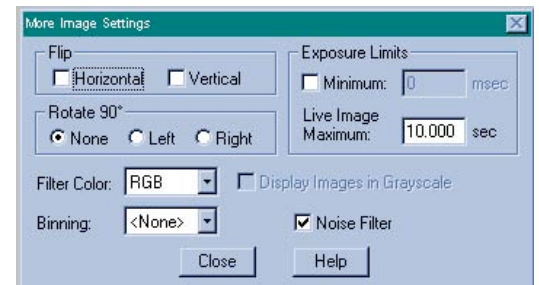 More Image Settings
Flip
Horizontal Vertical
Exposure Limits
Minimum: 0 msec
Live Image
Maximum: 10.000 sec
Rotate 90°
None Left Right
Filter Color: RGB Display Images in Grayscale
Binning: <None> Noise Filter
Close Help